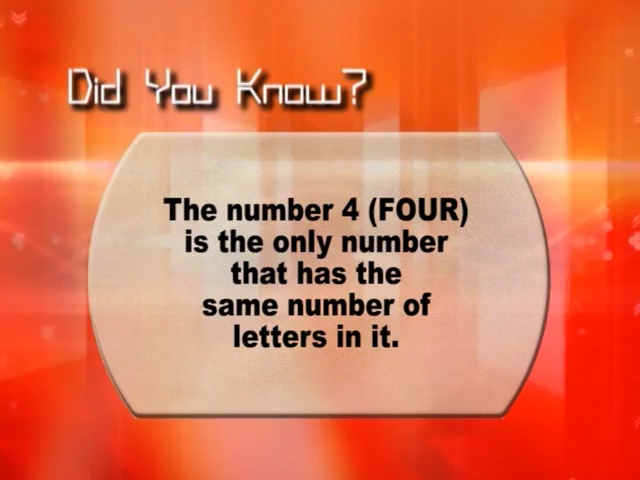 Did You Know?
The number 4 (FOUR)
is the only number
that has the
same number of
letters in it.